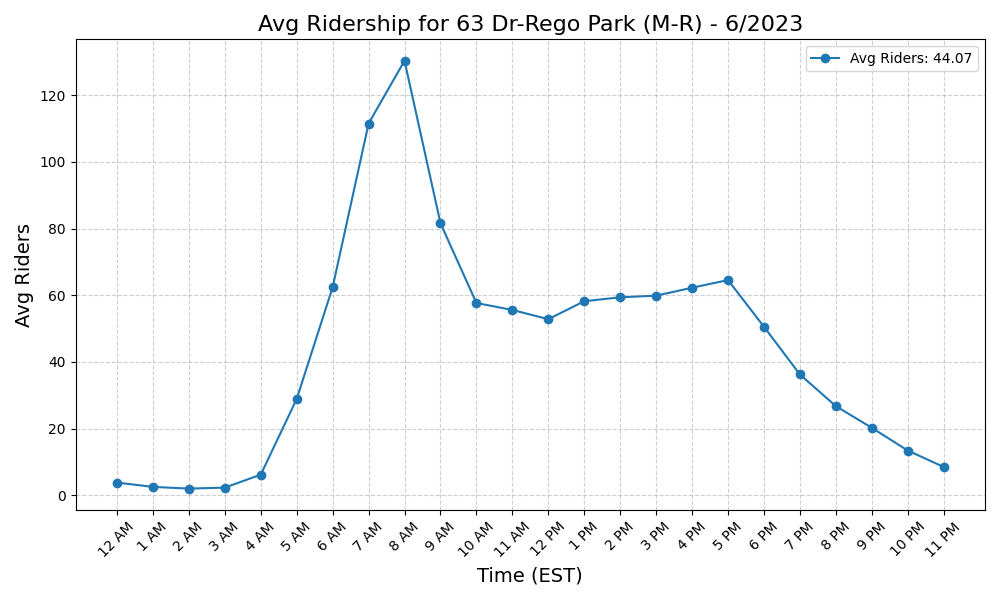 Avg Ridership for 63 Dr-Rego Park (M-R) - 6/2023
Avg Riders: 44.07
Avg Riders
120
100
80
60
40
20
0
12 AM
1 AM
2 AM
3 AM
4 AM
5 AM
6 AM
7 AM
8 AM
9 AM
10 AM
11 AM
12 PM
1 PM
2 PM
3 PM
4 PM
5 PM
6 PM
7 PM
8 PM
9 PM
10 PM
11 PM
Time (EST)